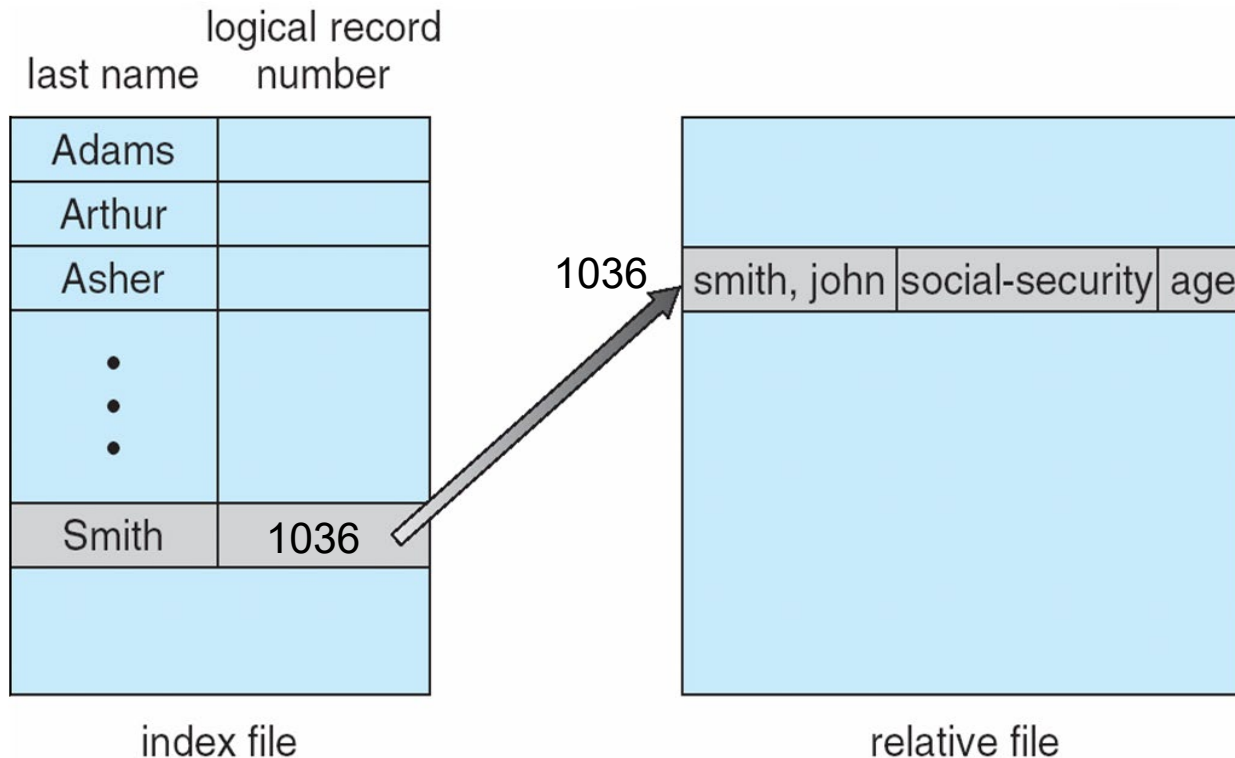 logical record
last name number
Adams
Arthur
Asher
1036 smith, john social-security age
Smith 1036
index file relative file